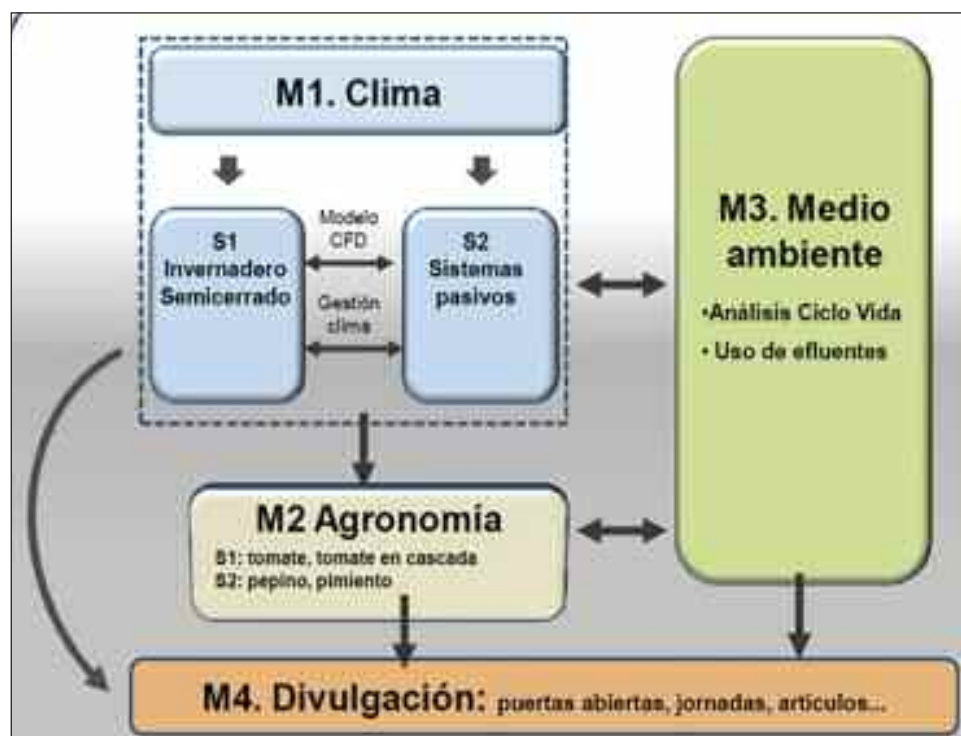 M1. Clima
S1
Invernadero
Semicerrado
Modelo
CFD
Gestión
clima
S2
Sistemas
pasivos
M3. Medio
ambiente
•Análisis Ciclo Vida
• Uso de efluentes
M2 Agronomía
S1: tomate, tomate en cascada
S2: pepino, pimiento
M4. Divulgación: puertas abiertas, jornadas, artículos...